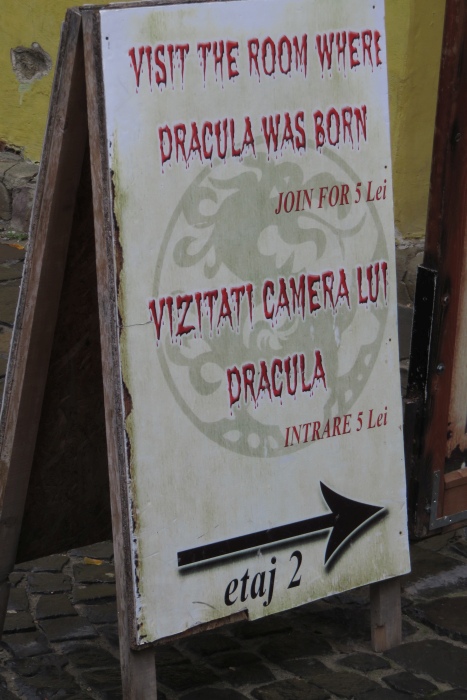 VISIT THE ROOM WHERE
DRACULA WAS BORN
JOIN FOR 5 Lei
VIZITATI CAMERA LUI
DRACULA
INTRARE 5 Lei
etaj 2